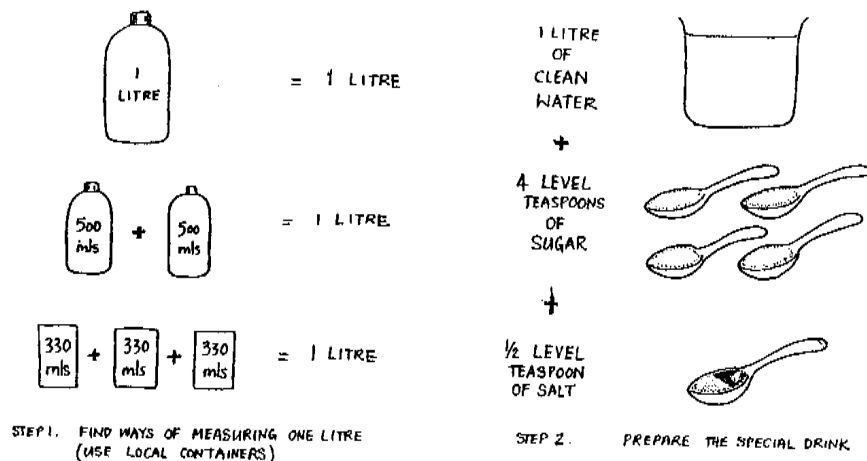 1
LITRE
= 1 LITRE
500
mls
+
500
mls
= 1 LITRE
330
mls
+
330
mls
+
330
mls
= 1 LITRE
STEP 1. FIND WAYS OF MEASURING ONE LITRE
(USE LOCAL CONTAINERS)
1 LITRE
OF
CLEAN
WATER
+
4 LEVEL
TEASPOONS
OF
SUGAR
+
1/2 LEVEL
TEASPOON
OF SALT
STEP 2. PREPARE THE SPECIAL DRINK